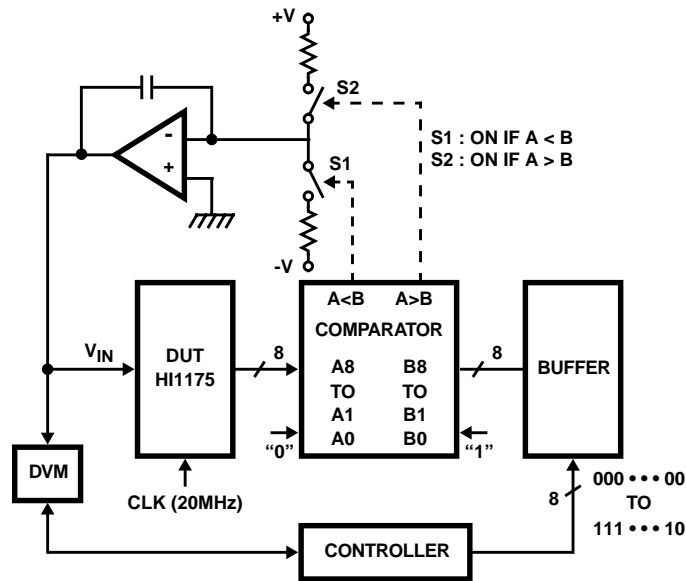 +V
S2
-
+
S1
S1 : ON IF A < B
S2 : ON IF A > B
-V
A<B A>B
COMPARATOR
A8 B8
TO TO
A1 B1
A0 B0
VIN
DUT
HI1175
8
8
BUFFER
"0"
"1"
DVM
CLK (20MHz)
8
000 • • • 00
TO
111 • • • 10
CONTROLLER